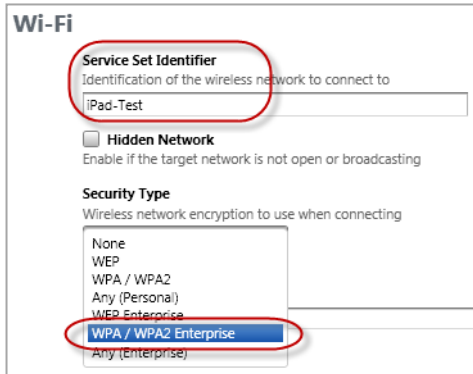 Wi-Fi
Service Set Identifier
Identification of the wireless network to connect to
iPad-Test
Hidden Network
Enable if the target network is not open or broadcasting
Security Type
Wireless network encryption to use when connecting
None
WEP
WPA / WPA2
Any (Personal)
WEP Enterprise
WPA / WPA2 Enterprise
Any (Enterprise)